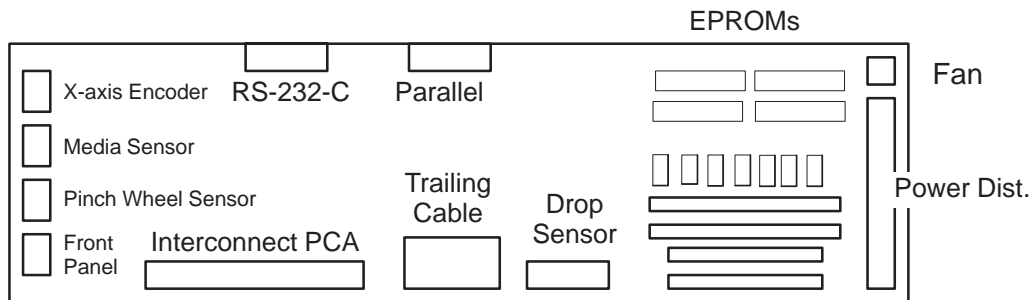 EPROMs
X-axis Encoder
RS-232-C
Parallel
Fan
Media Sensor
Pinch Wheel Sensor
Trailing
Cable
Drop
Sensor
Power Dist.
Front
Panel
Interconnect PCA